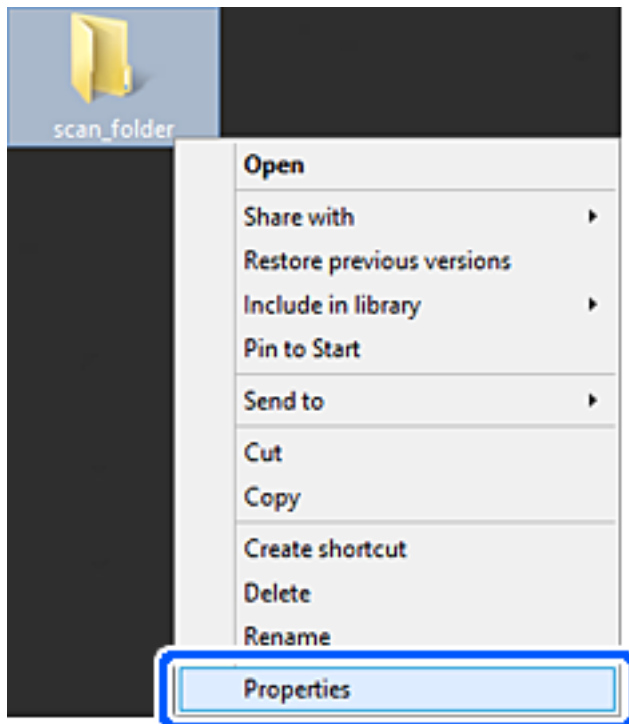 scan_folder
Open
Share with
Restore previous versions
Include in library
Pin to Start
Send to
Cut
Copy
Create shortcut
Delete
Rename
Properties